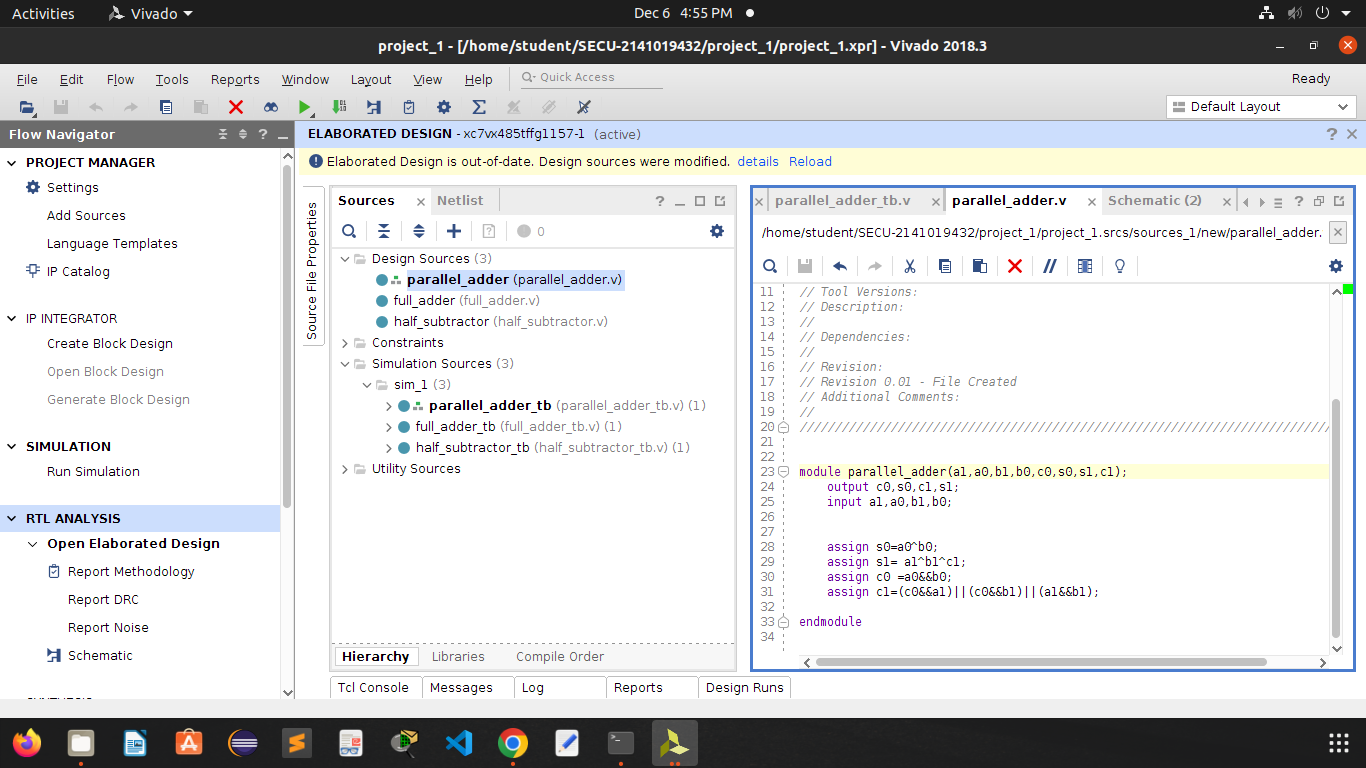 Activities
Vivado
Dec 6 4:55 PM
project_1 - [/home/student/SECU-2141019432/project_1/project_1.xpr] - Vivado 2018.3
File Edit Flow Tools Reports Window Layout View Help
Quick Access
Ready
Default Layout
Flow Navigator
PROJECT MANAGER
Settings
Add Sources
Language Templates
IP Catalog
IP INTEGRATOR
Create Block Design
Open Block Design
Generate Block Design
SIMULATION
Run Simulation
RTL ANALYSIS
Open Elaborated Design
Report Methodology
Report DRC
Report Noise
Schematic
ELABORATED DESIGN - xc7vx485tffg1157-1 (active)
Elaborated Design is out-of-date. Design sources were modified. details Reload
Source File Properties
Sources Netlist
0
Design Sources (3)
parallel_adder (parallel_adder.v)
full_adder (full_adder.v)
half_subtractor (half_subtractor.v)
Constraints
Simulation Sources (3)
sim_1 (3)
parallel_adder_tb (parallel_adder_tb.v) (1)
full_adder_tb (full_adder_tb.v) (1)
half_subtractor_tb (half_subtractor_tb.v) (1)
Utility Sources
Hierarchy Libraries Compile Order
parallel_adder_tb.v parallel_adder.v Schematic (2)
/home/student/SECU-2141019432/project_1/project_1.srcs/sources_1/new/parallel_adder.
11 // Tool Versions:
12 // Description:
13 //
14 // Dependencies:
15 //
16 // Revision:
17 // Revision 0.01 - File Created
18 // Additional Comments:
19 //
20 ////////////////////////////////////////////////////////////////////////////
21
22
23 module parallel_adder(a1,a0,b1,b0,c0,s0,s1,c1);
24 output c0,s0,c1,s1;
25 input a1,a0,b1,b0;
26
27
28 assign s0=a0^b0;
29 assign s1= a1^b1^c1;
30 assign c0 =a0&&b0;
31 assign c1=(c0&&a1)||(c0&&b1)||(a1&&b1);
32
33 endmodule
34
Tcl Console Messages Log Reports Design Runs